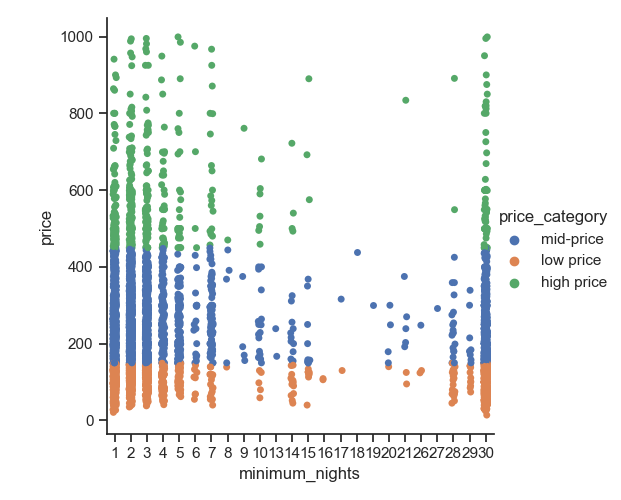 1000
800
600
400
200
0
price
1 2 3 4 5 6 7 8 9 10 13 14 15 16 17 18 19 20 21 26 27 28 29 30
minimum_nights
price_category
mid-price
low price
high price